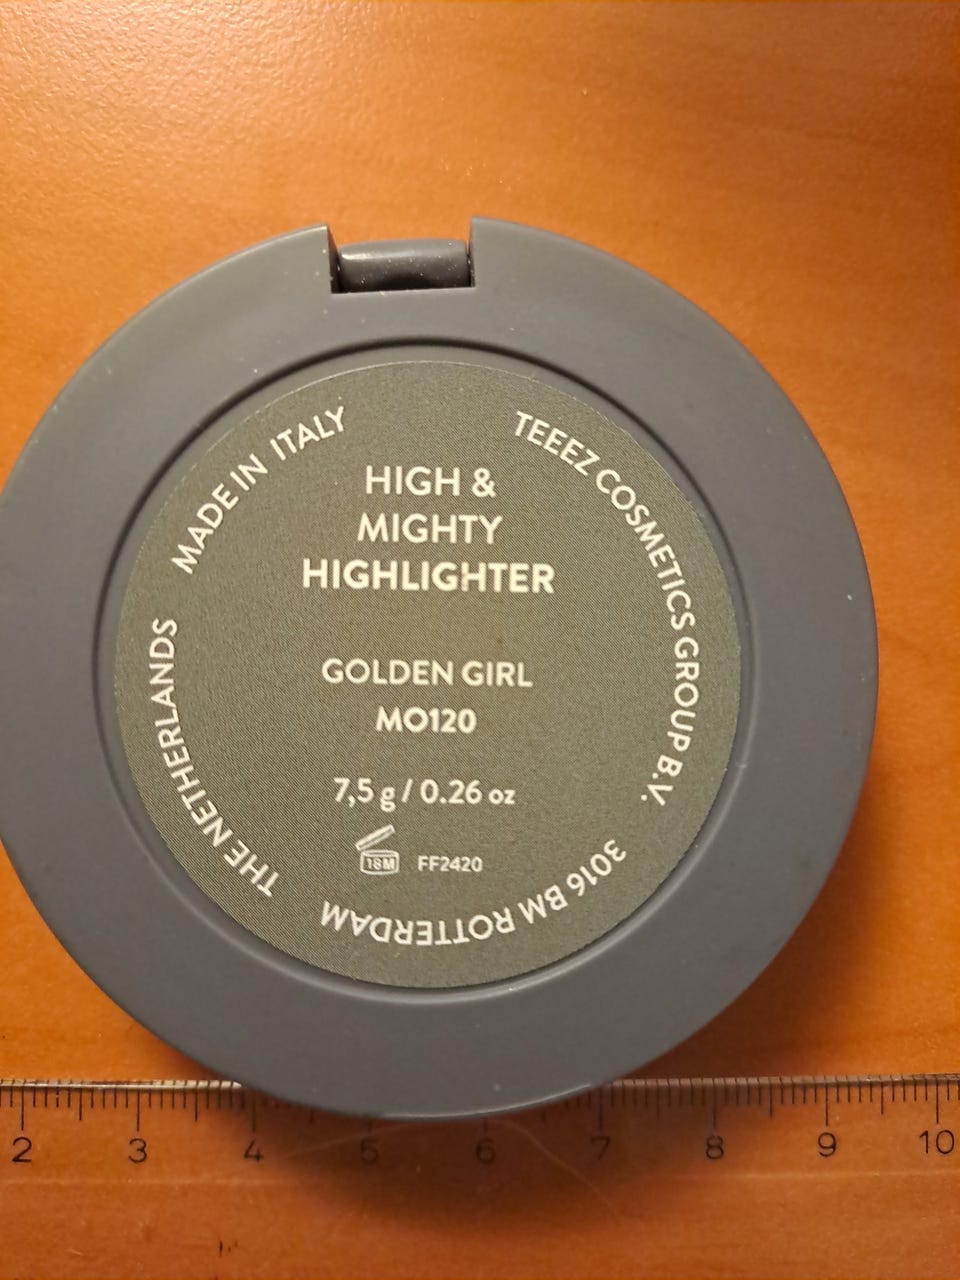 MADE IN ITALY
TEEEZ COSMETICS GROUP B.V.
3016 BM ROTTERDAM
THE NETHERLANDS
HIGH &
MIGHTY
HIGHLIGHTER
GOLDEN GIRL
MO120
7,5 g / 0.26 oz
18M FF2420
2 3 4 5 6 7 8 9 10